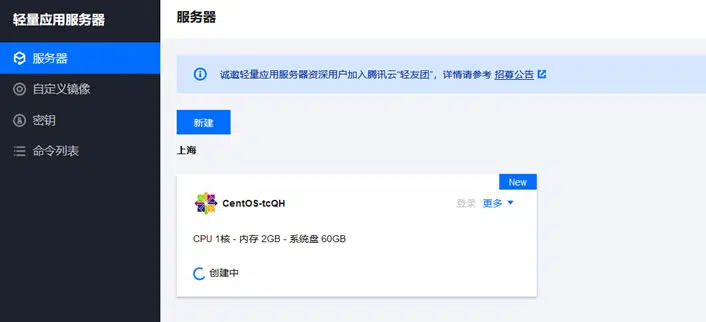 轻量应用服务器
服务器
自定义镜像
密钥
命令列表
服务器
诚邀轻量应用服务器资深用户加入腾讯云“轻友团”，详情请参考 招募公告
新建
上海
New
CentOS-tcQH
登录 更多
CPU 1核 - 内存 2GB - 系统盘 60GB
创建中